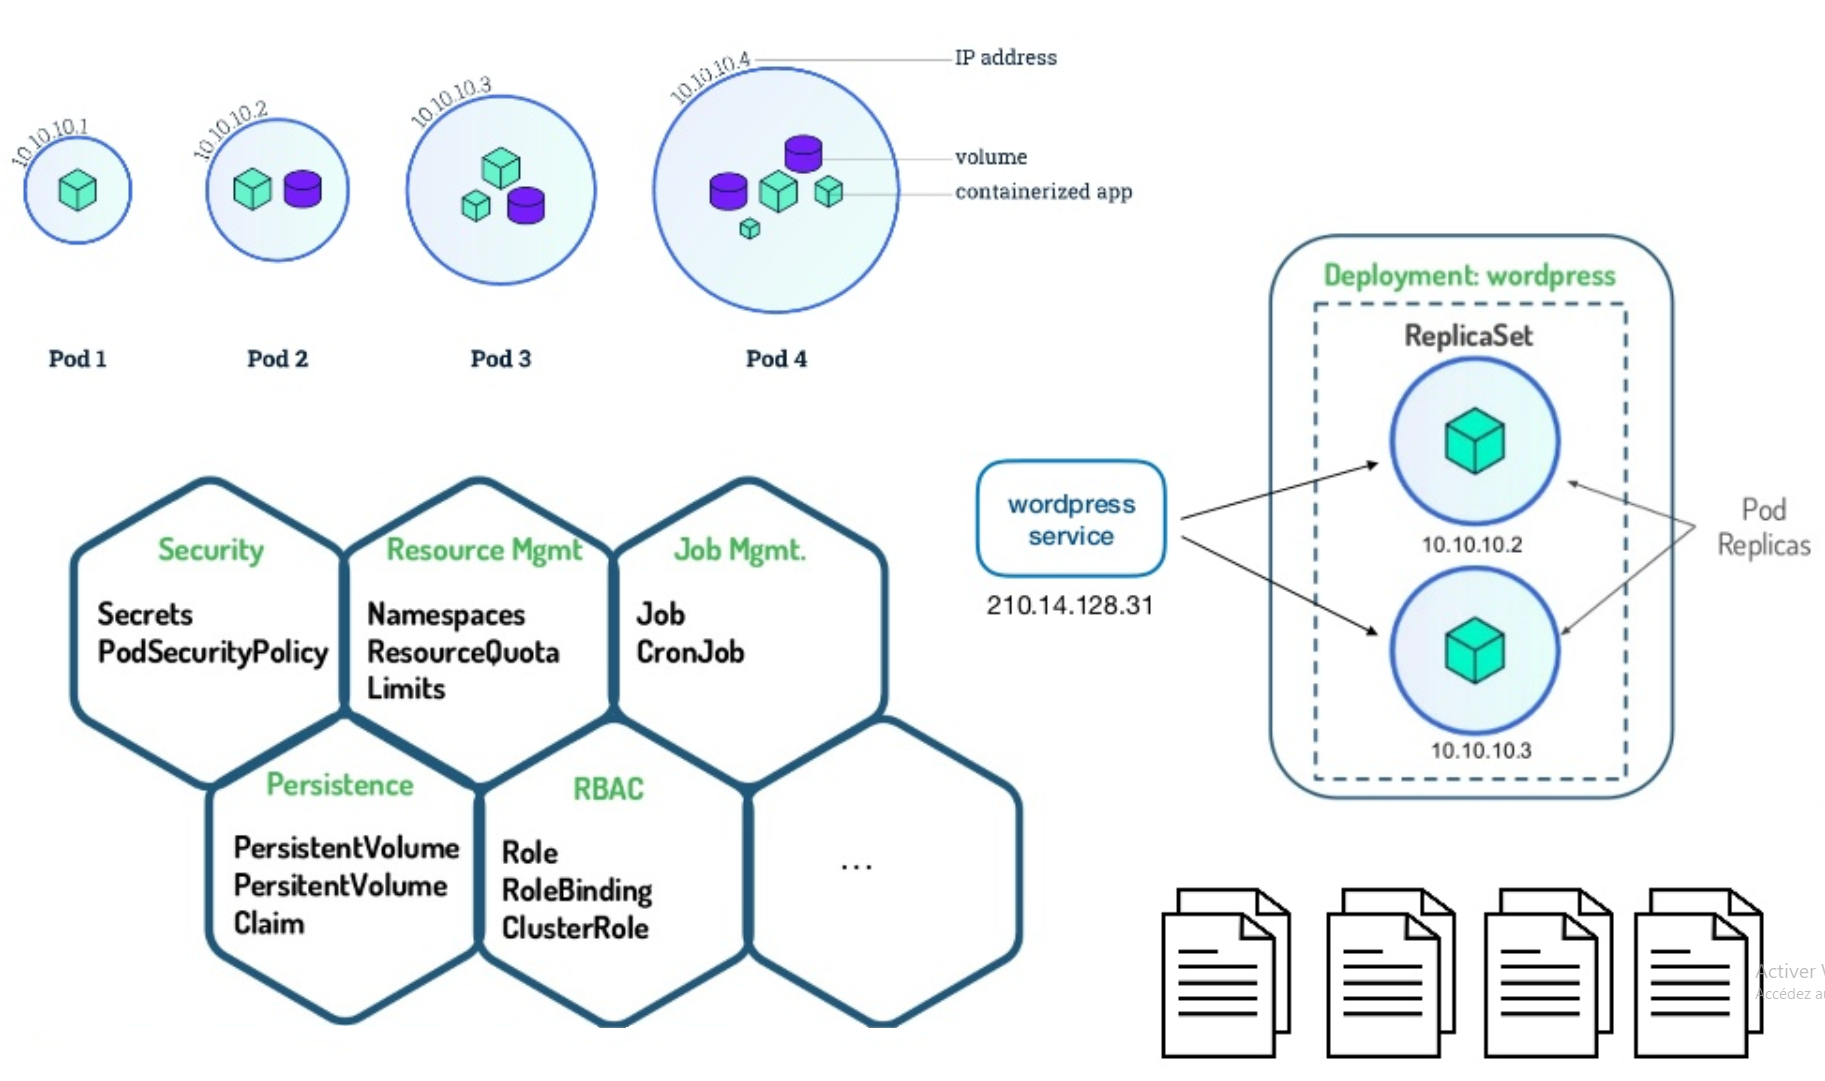 10.10.10.1
10.10.10.2
10.10.10.3
10.10.10.4
IP address
volume
containerized app
Pod 1
Pod 2
Pod 3
Pod 4
Security
Secrets
PodSecurityPolicy
Resource Mgmt
Namespaces
ResourceQuota
Limits
Job Mgmt.
Job
CronJob
Persistence
PersistentVolume
PersitentVolume
Claim
RBAC
Role
RoleBinding
ClusterRole
...
wordpress
service
210.14.128.31
Deployment: wordpress
ReplicaSet
10.10.10.2
10.10.10.3
Pod
Replicas
Activer
Accédez